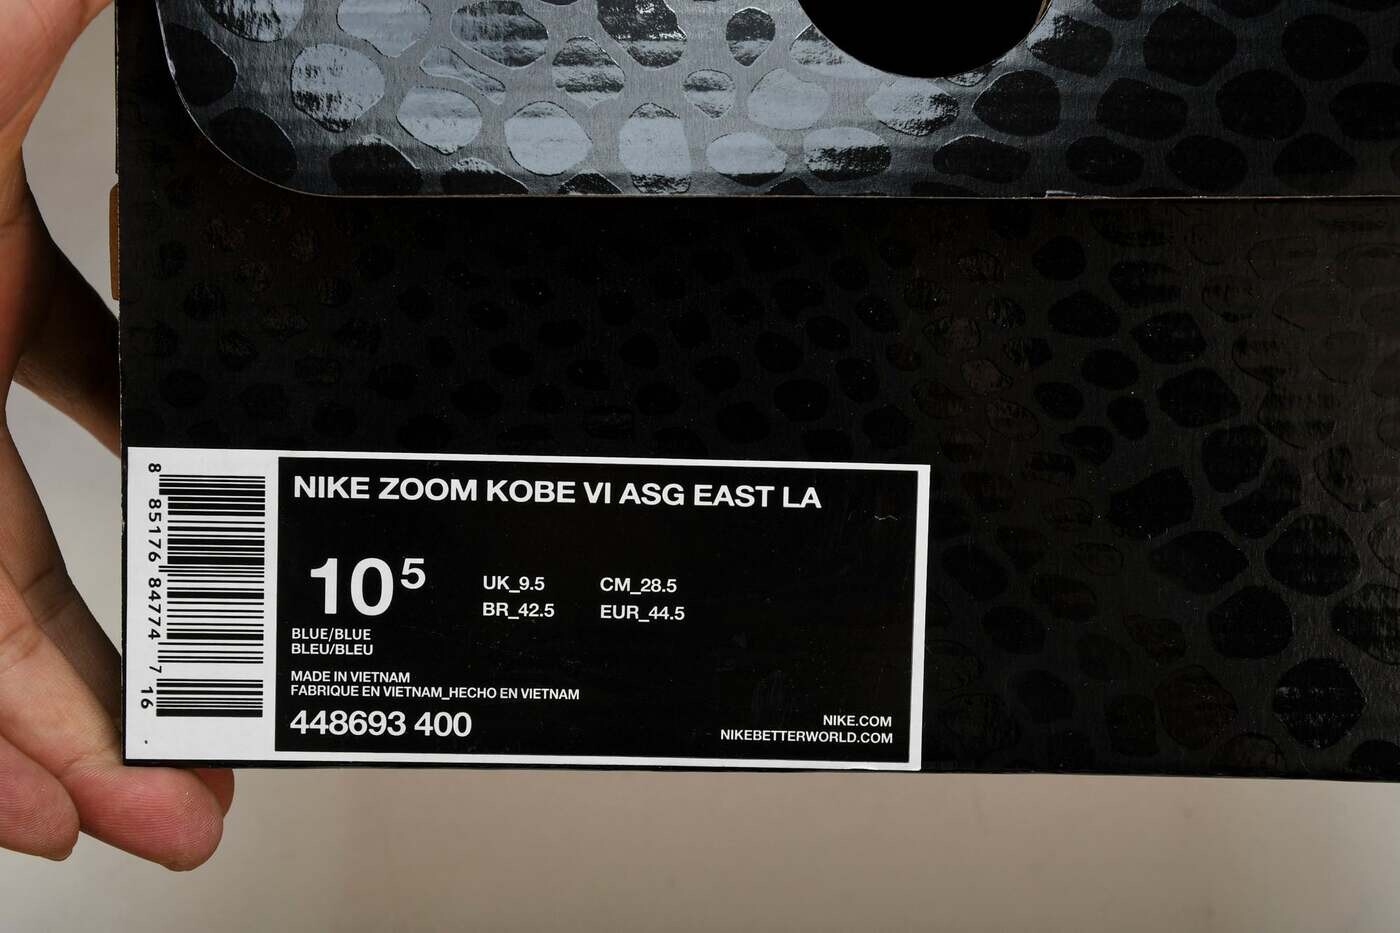 8 85176 84774 7 16
NIKE ZOOM KOBE VI ASG EAST LA
10⁵
UK_9.5 CM_28.5
BR_42.5 EUR_44.5
BLUE/BLUE
BLEU/BLEU
MADE IN VIETNAM
FABRIQUE EN VIETNAM_HECHO EN VIETNAM
448693 400
NIKE.COM
NIKEBETTERWORLD.COM